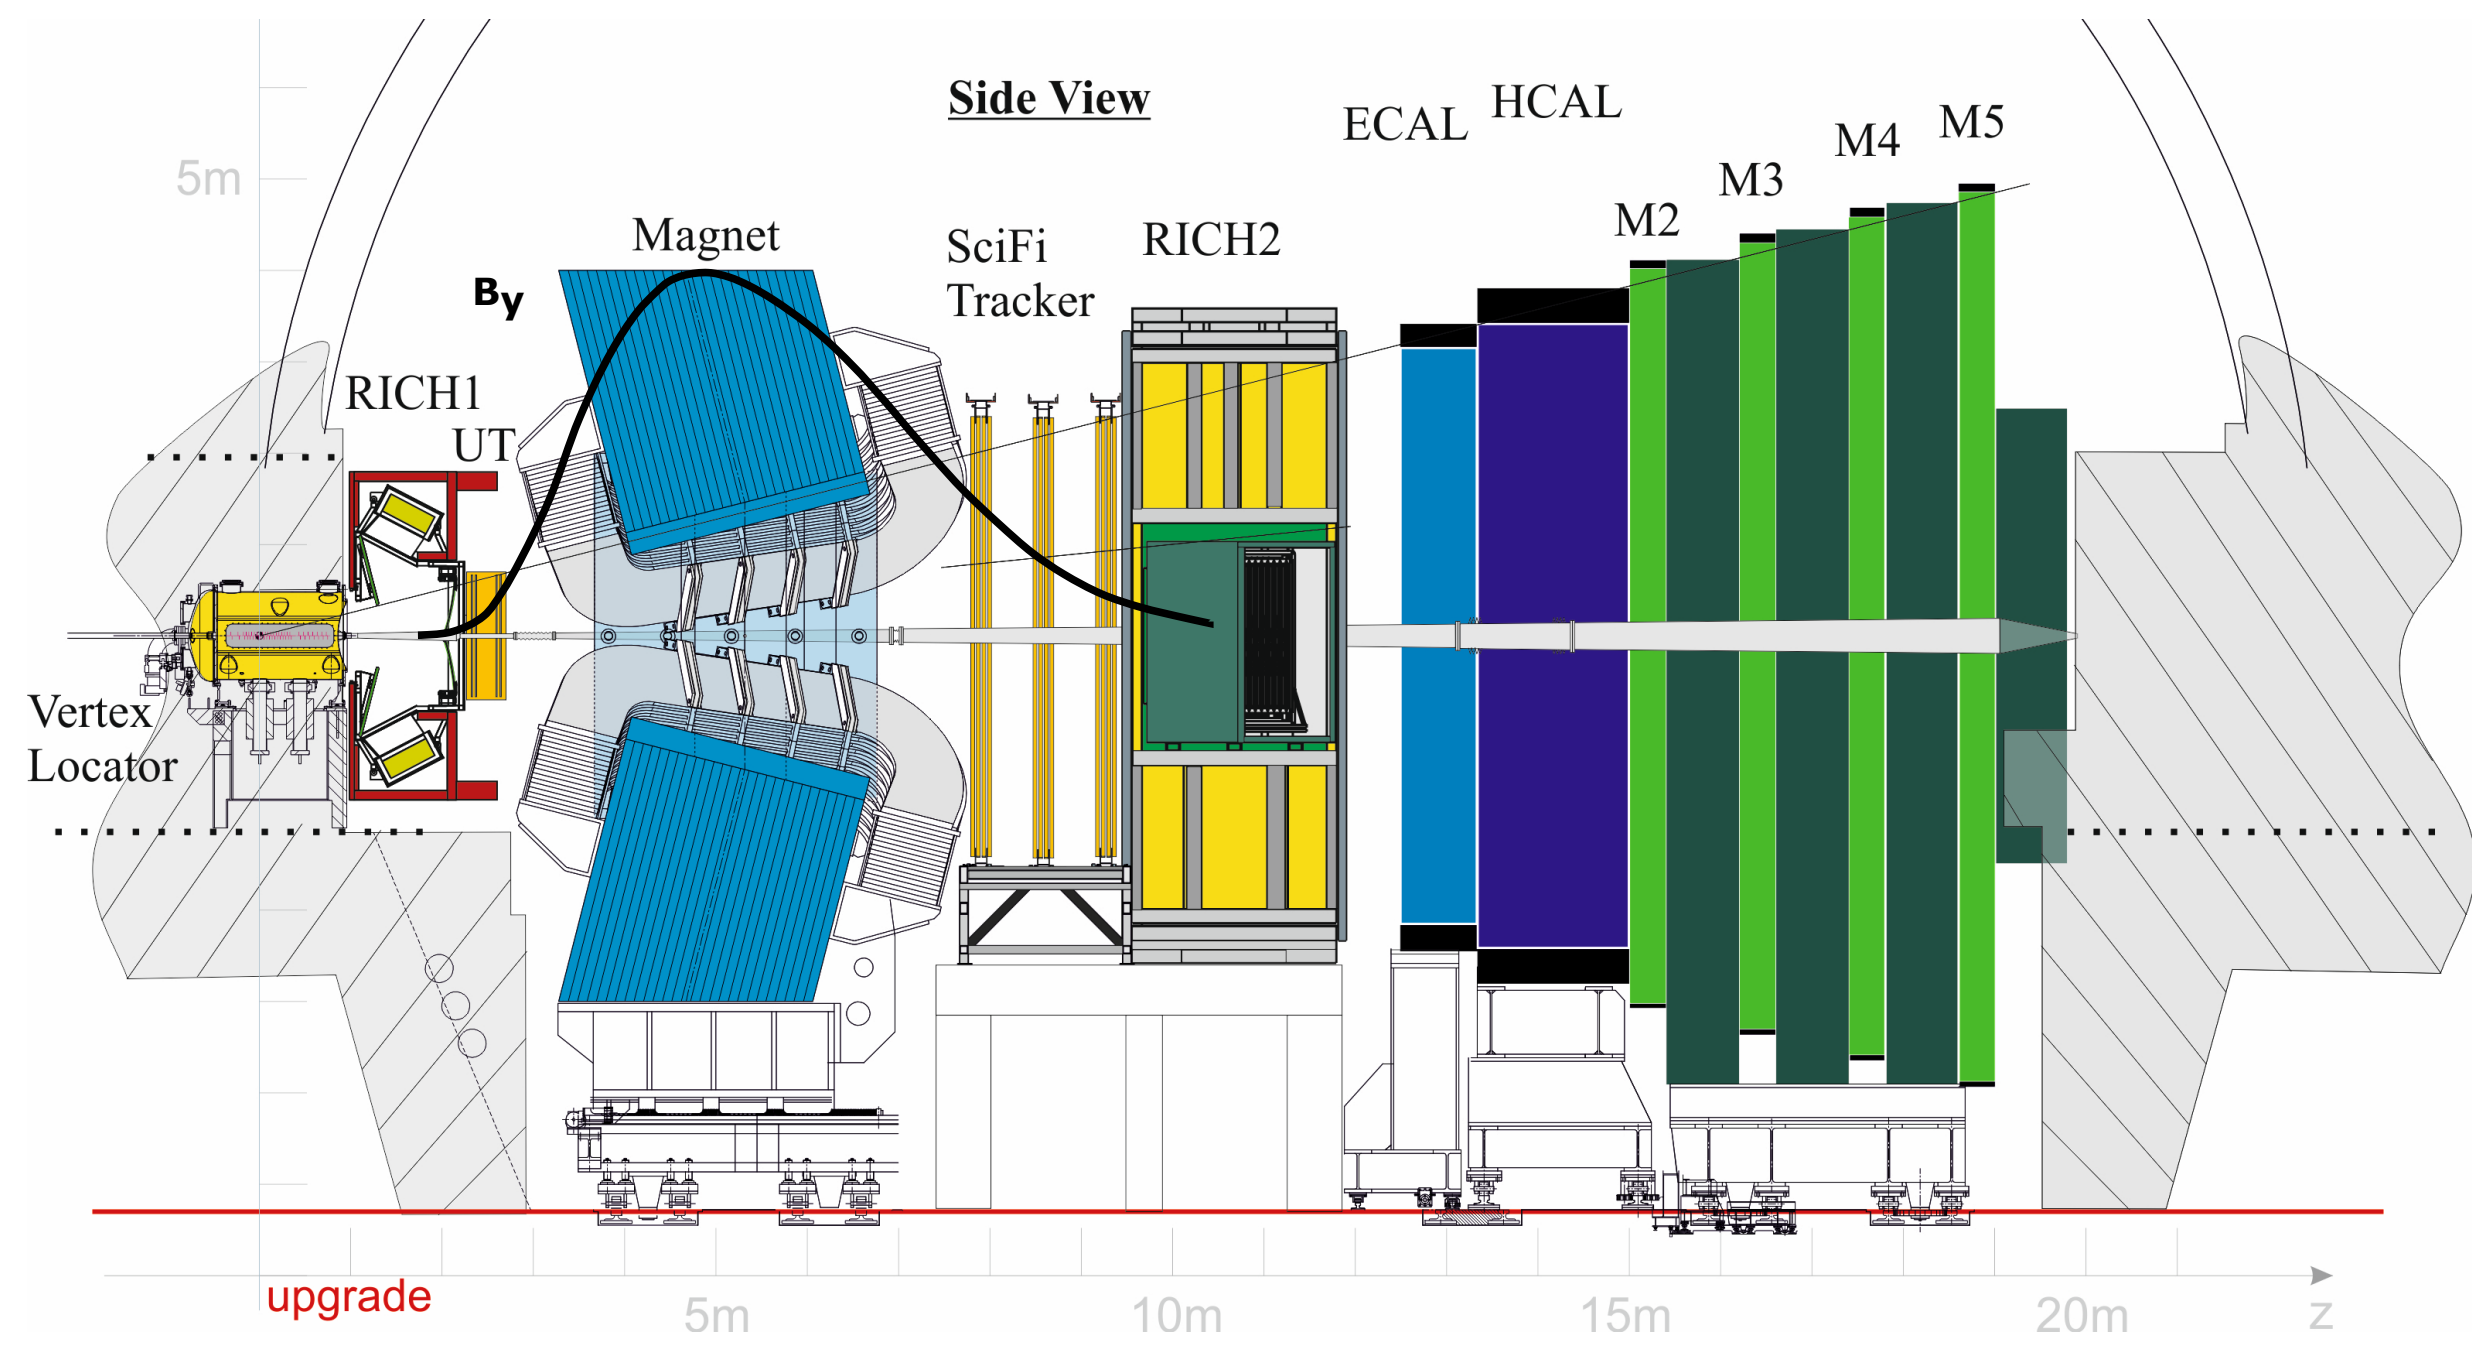 Side View
ECAL
HCAL
M5
M4
M3
M2
5m
Magnet
SciFi
Tracker
RICH2
By
RICH1
UT
Vertex
Locator
upgrade
5m
10m
15m
20m
z